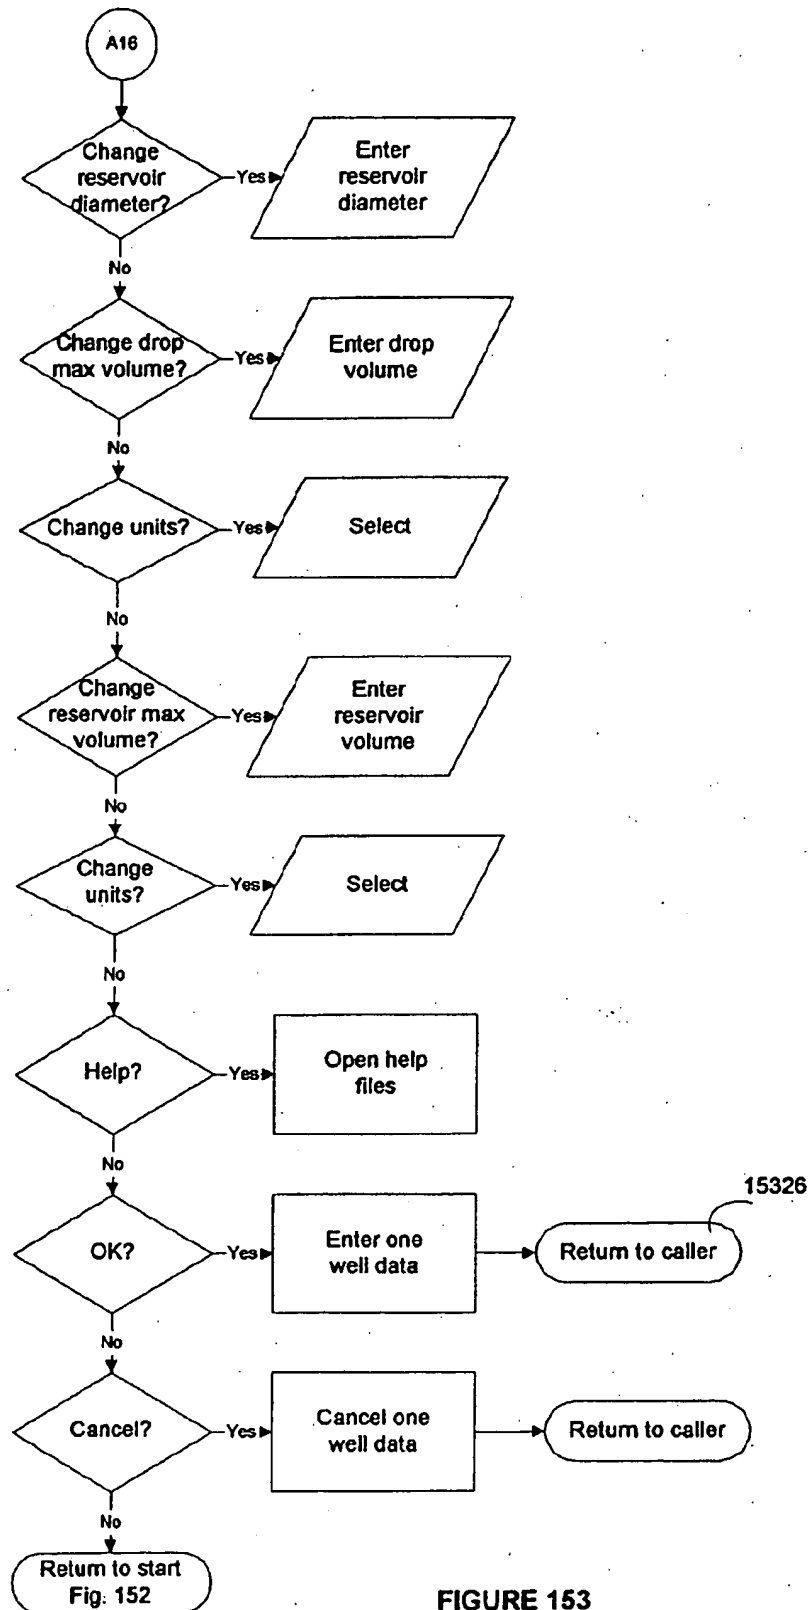 A16
Change
reservoir
diameter?
Yes
Enter
reservoir
diameter
No
Change drop
max volume?
Yes
Enter drop
volume
No
Change units?
Yes
Select
No
Change
reservoir max
volume?
Yes
Enter
reservoir
volume
No
Change
units?
Yes
Select
No
Help?
Yes
Open help
files
No
15326
OK?
Yes
Enter one
well data
Return to caller
No
Cancel?
Yes
Cancel one
well data
Return to caller
No
Return to start
Fig. 152
FIGURE 153